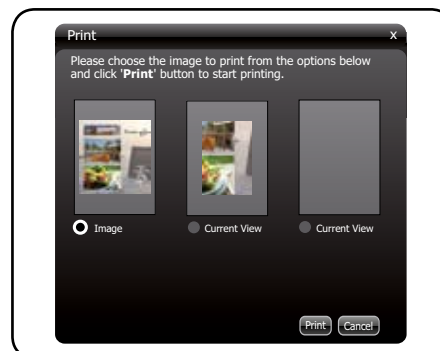 Print x
Please choose the image to print from the options below
and click 'Print' button to start printing.
Image Current View Current View
Print Cancel